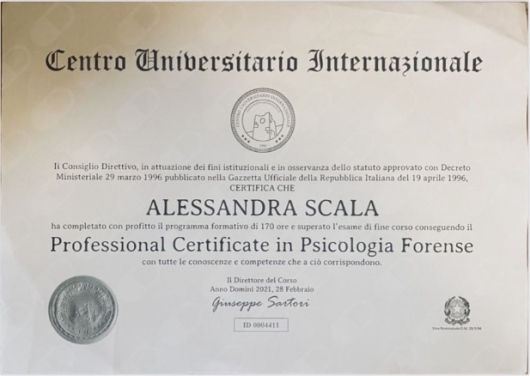 Centro Universitario Internazionale
Il Consiglio Direttivo, in attuazione dei fini istituzionali e in osservanza dello statuto approvato con Decreto
Ministeriale 29 marzo 1996 pubblicato nella Gazzetta Ufficiale della Repubblica Italiana del 19 aprile 1996,
CERTIFICA CHE
ALESSANDRA SCALA
ha completato con profitto il programma formativo di 170 ore e superato l'esame di fine corso conseguendo il
Professional Certificate in Psicologia Forense
con tutte le conoscenze e competenze che a ciò corrispondono.
Il Direttore del Corso
Anno Domini 2021, 28 Febbraio
Giuseppe Sartori
ID 0004411